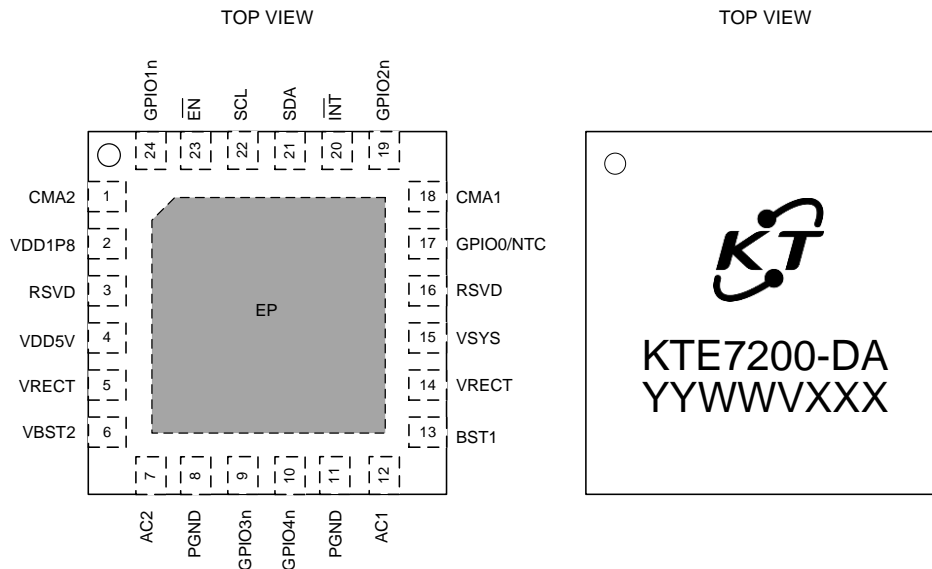 TOP VIEW
TOP VIEW
GPIO1n
EN
SCL
SDA
INT
GPIO2n
24
23
22
21
20
19
CMA2
1
18
CMA1
VDD1P8
2
17
GPIO0/NTC
RSVD
3
16
RSVD
EP
VDD5V
4
15
VSYS
VRECT
5
14
VRECT
VBST2
6
13
BST1
7
8
9
10
11
12
AC2
PGND
GPIO3n
GPIO4n
PGND
AC1
KT
KTE7200-DA
YYWWVXXX